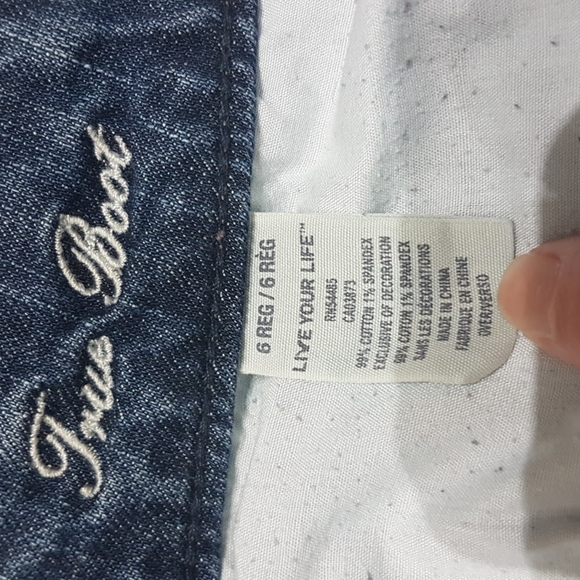 True Boot
6 REG / 6 RÉG
LIVE YOUR LIFE™
RN54485
CA03873
99% COTTON 1% SPANDEX
EXCLUSIVE OF DECORATION
99% COTON 1% SPANDEX
SANS LES DÉCORATIONS
MADE IN CHINA
FABRIQUÉ EN CHINE
OVER/VERSO